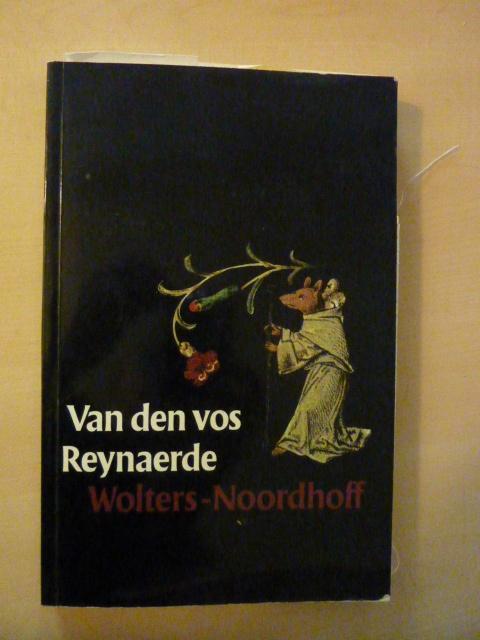 Van den vos
Reynaerde
Wolters-Noordhoff